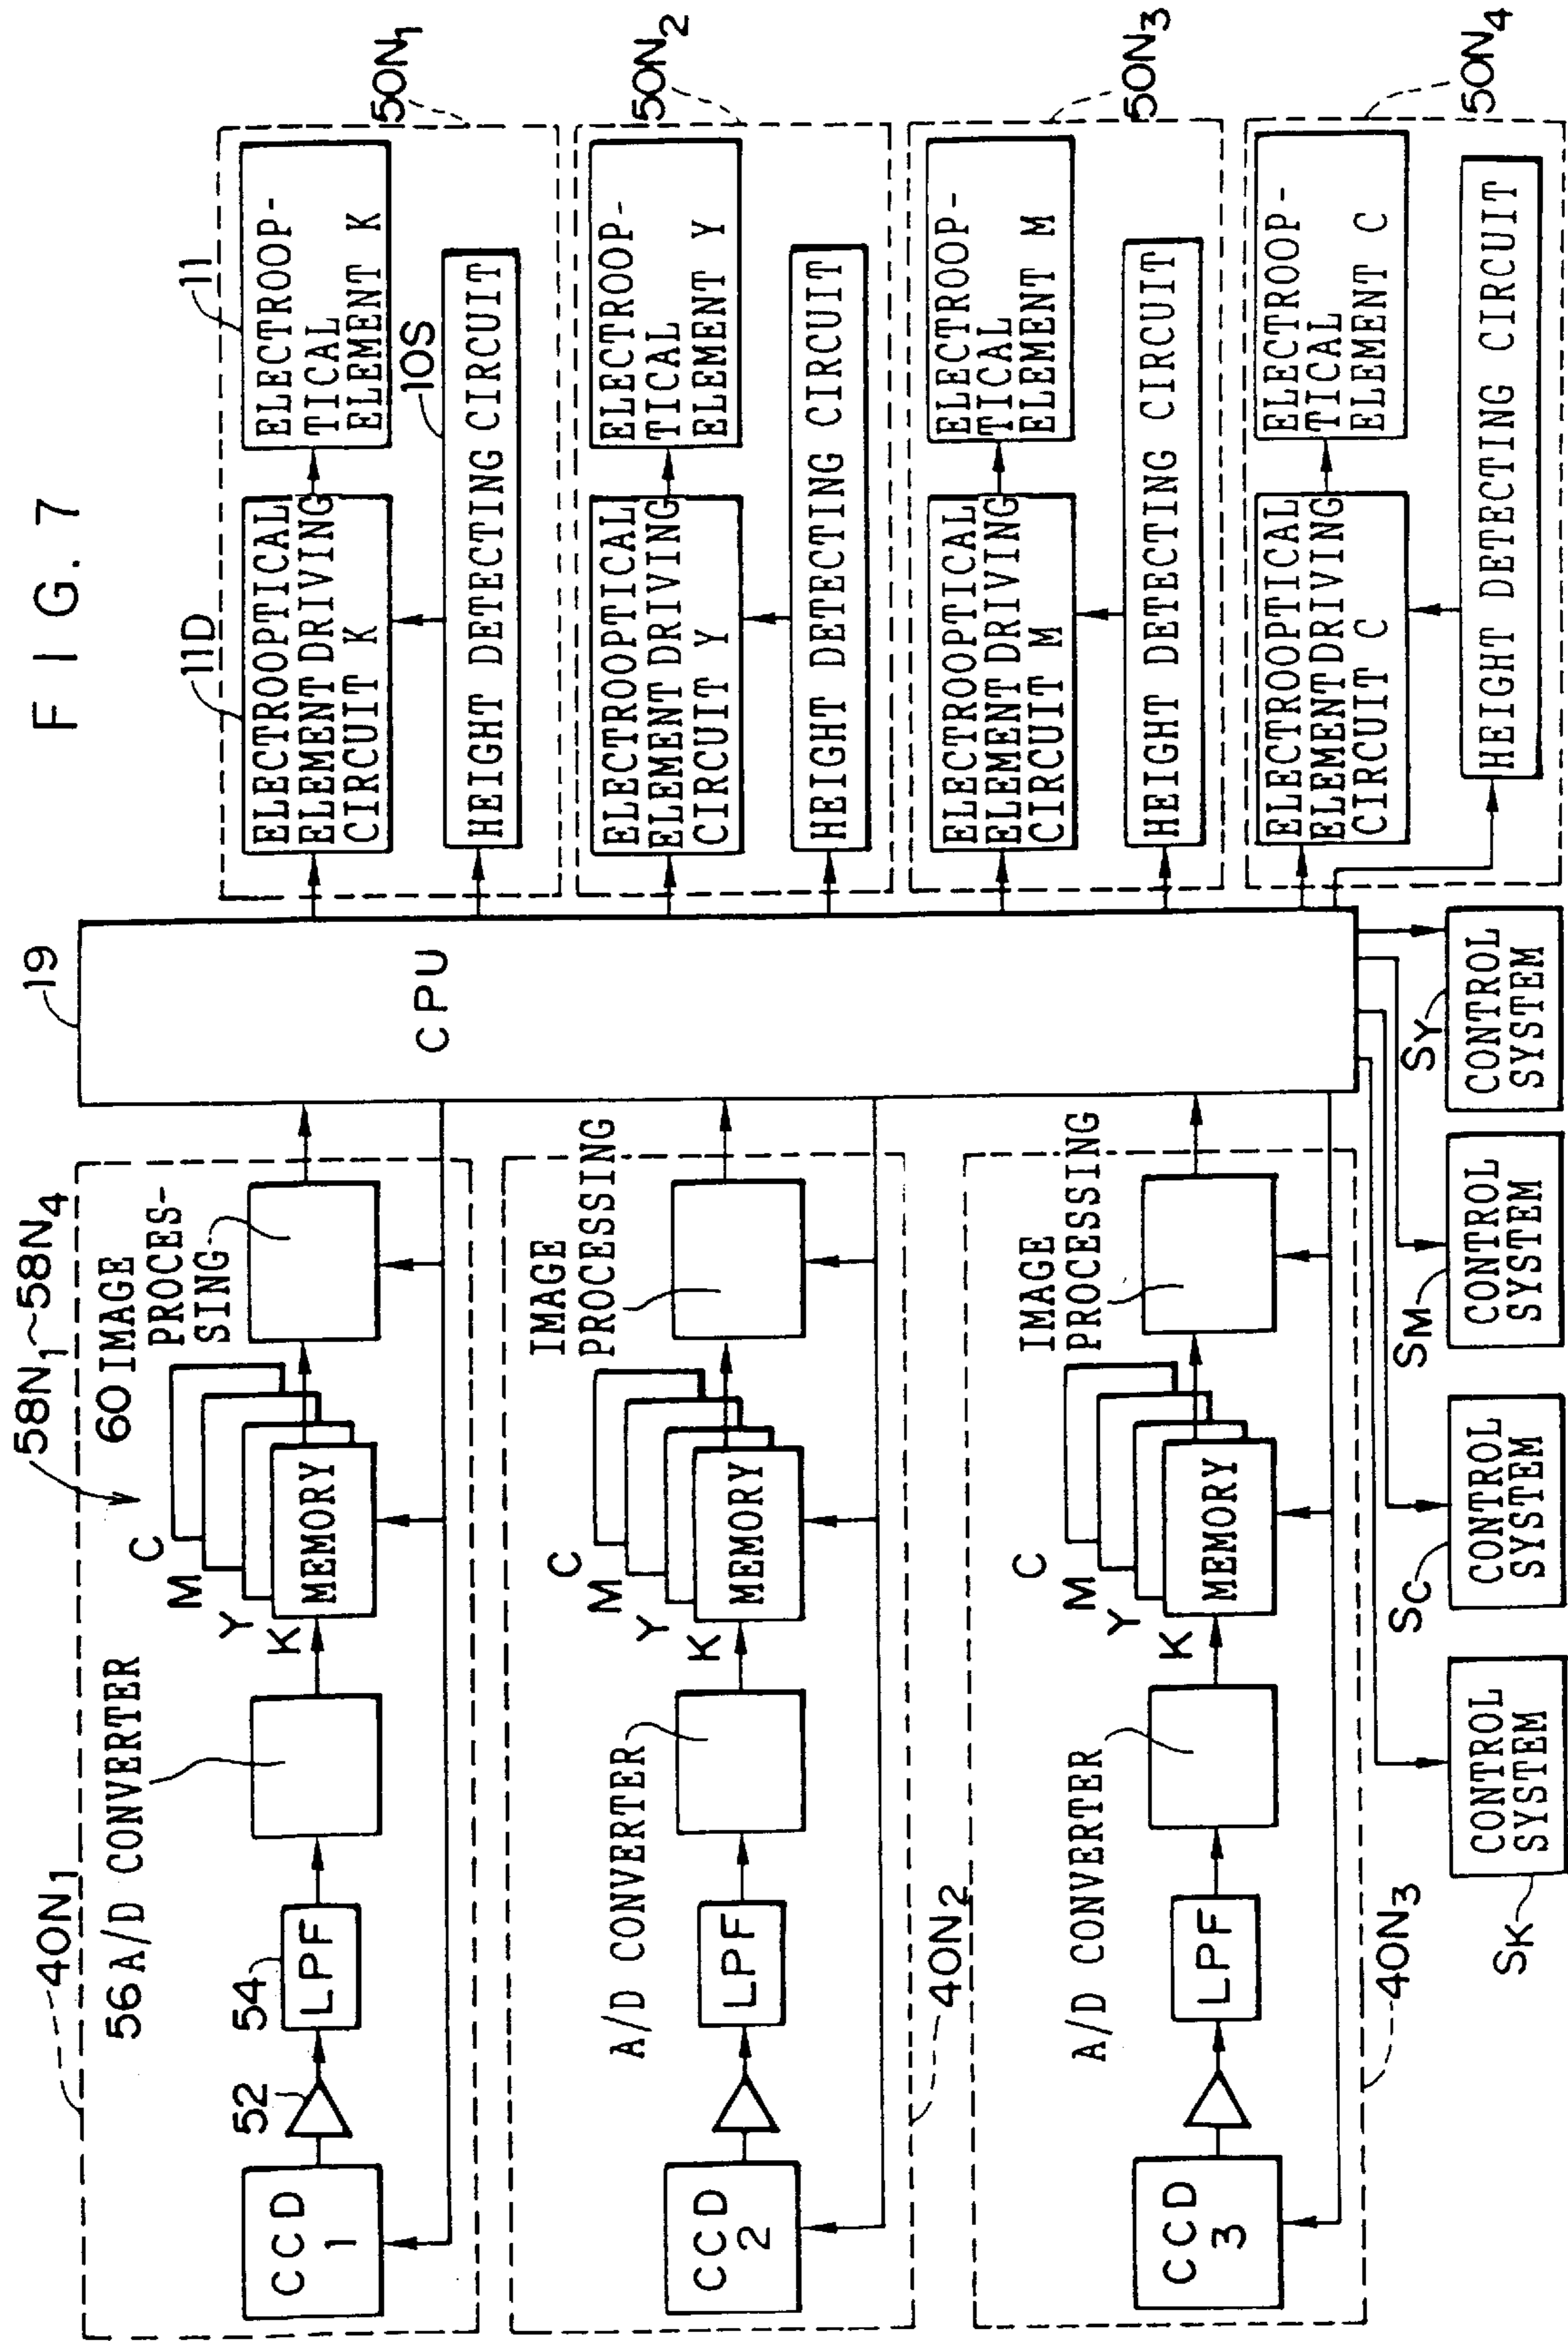 F I G. 7
40N1
58N1~58N4
19
56 A/D CONVERTER
60 IMAGE
PROCES-
SING
52
54
CCD
1
LPF
C
M
Y
K
MEMORY
CPU
A/D CONVERTER
IMAGE
PROCESSING
CCD
2
LPF
C
M
Y
K
MEMORY
40N2
A/D CONVERTER
IMAGE
PROCESSING
CCD
3
LPF
C
M
Y
K
MEMORY
40N3
11D
ELECTROOPTICAL
ELEMENT DRIVING
CIRCUIT K
11
ELECTROOP-
TICAL
ELEMENT K
10S
HEIGHT DETECTING CIRCUIT
50N1
ELECTROOPTICAL
ELEMENT DRIVING
CIRCUIT Y
ELECTROOP-
TICAL
ELEMENT Y
HEIGHT DETECTING CIRCUIT
50N2
ELECTROOPTICAL
ELEMENT DRIVING
CIRCUIT M
ELECTROOP-
TICAL
ELEMENT M
HEIGHT DETECTING CIRCUIT
50N3
ELECTROOPTICAL
ELEMENT DRIVING
CIRCUIT C
ELECTROOP-
TICAL
ELEMENT C
HEIGHT DETECTING CIRCUIT
50N4
SK
CONTROL
SYSTEM
SC
CONTROL
SYSTEM
SM
CONTROL
SYSTEM
SY
CONTROL
SYSTEM